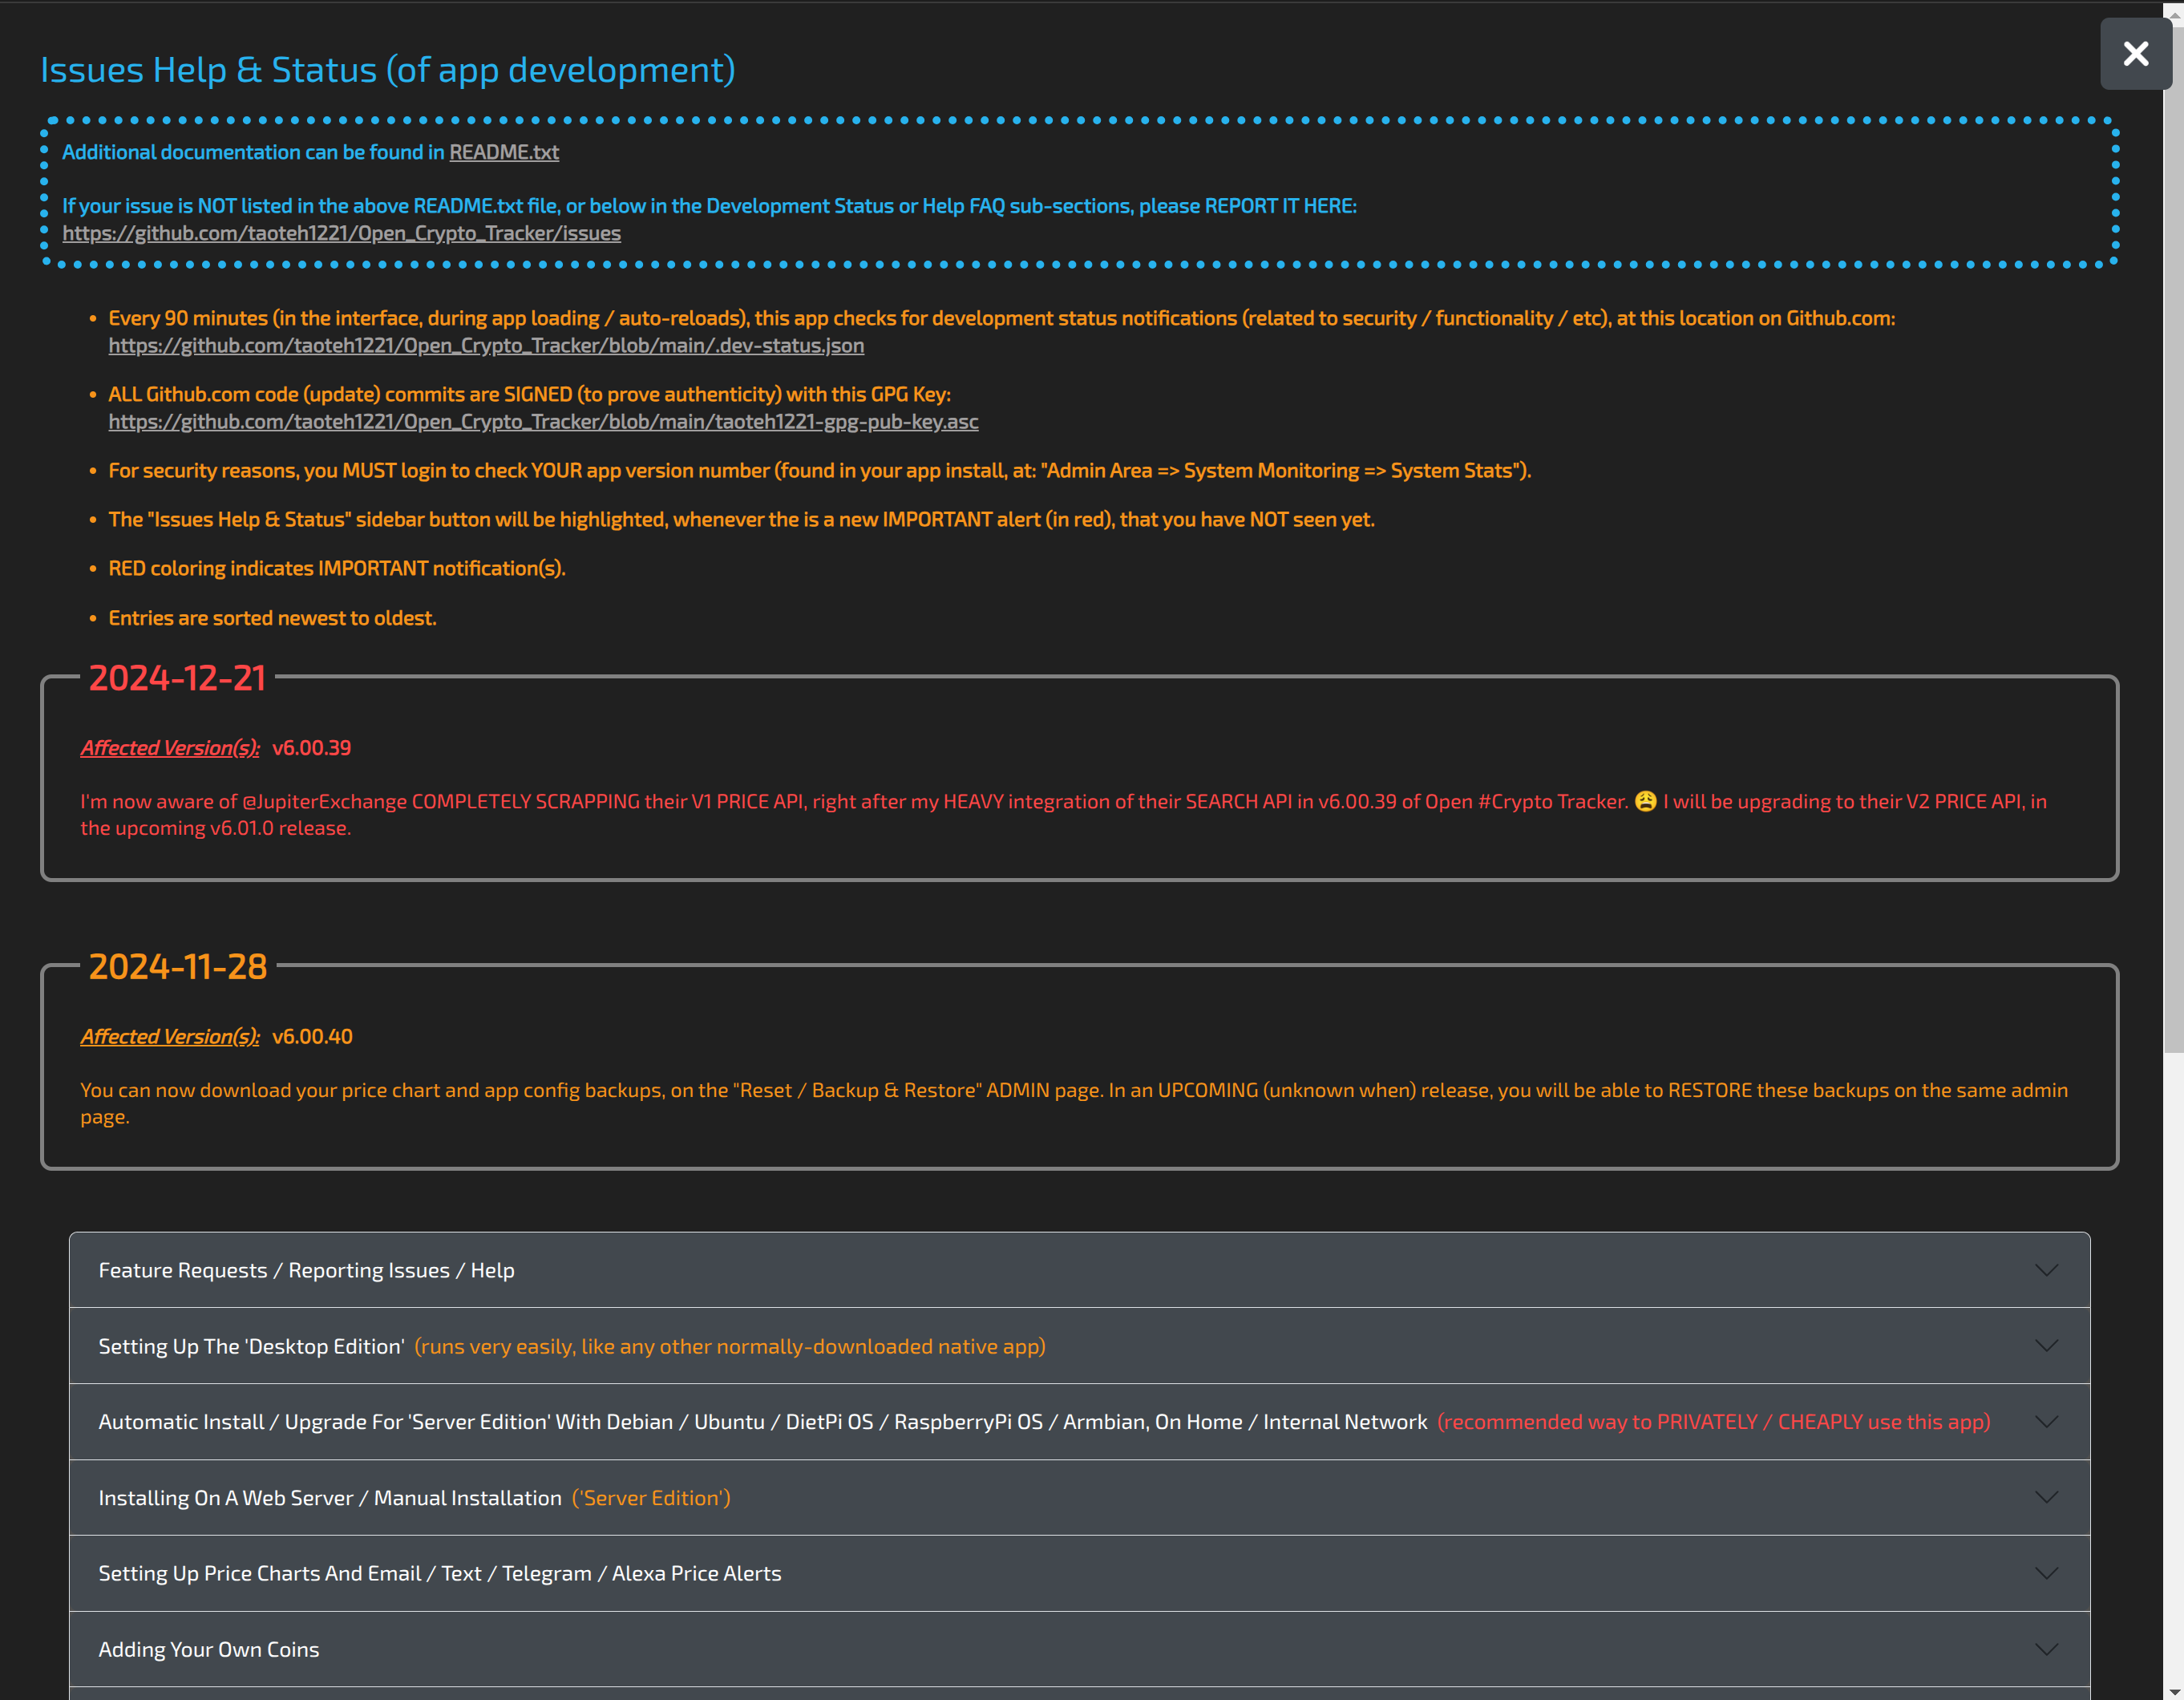 Issues Help & Status (of app development)
Additional documentation can be found in README.txt
If your issue is NOT listed in the above README.txt file, or below in the Development Status or Help FAQ sub-sections, please REPORT IT HERE:
https://github.com/taoteh1221/Open_Crypto_Tracker/issues
• Every 90 minutes (in the interface, during app loading / auto-reloads), this app checks for development status notifications (related to security / functionality / etc), at this location on Github.com:
https://github.com/taoteh1221/Open_Crypto_Tracker/blob/main/.dev-status.json
• ALL Github.com code (update) commits are SIGNED (to prove authenticity) with this GPG Key:
https://github.com/taoteh1221/Open_Crypto_Tracker/blob/main/taoteh1221-gpg-pub-key.asc
• For security reasons, you MUST login to check YOUR app version number (found in your app install, at: "Admin Area => System Monitoring => System Stats").
• The "Issues Help & Status" sidebar button will be highlighted, whenever the is a new IMPORTANT alert (in red), that you have NOT seen yet.
• RED coloring indicates IMPORTANT notification(s).
• Entries are sorted newest to oldest.
2024-12-21
Affected Version(s): v6.00.39
I'm now aware of @JupiterExchange COMPLETELY SCRAPPING their V1 PRICE API, right after my HEAVY integration of their SEARCH API in v6.00.39 of Open #Crypto Tracker. 😩 I will be upgrading to their V2 PRICE API, in
the upcoming v6.01.0 release.
2024-11-28
Affected Version(s): v6.00.40
You can now download your price chart and app config backups, on the "Reset / Backup & Restore" ADMIN page. In an UPCOMING (unknown when) release, you will be able to RESTORE these backups on the same admin
page.
Feature Requests / Reporting Issues / Help
Setting Up The 'Desktop Edition' (runs very easily, like any other normally-downloaded native app)
Automatic Install / Upgrade For 'Server Edition' With Debian / Ubuntu / DietPi OS / RaspberryPi OS / Armbian, On Home / Internal Network (recommended way to PRIVATELY / CHEAPLY use this app)
Installing On A Web Server / Manual Installation ('Server Edition')
Setting Up Price Charts And Email / Text / Telegram / Alexa Price Alerts
Adding Your Own Coins